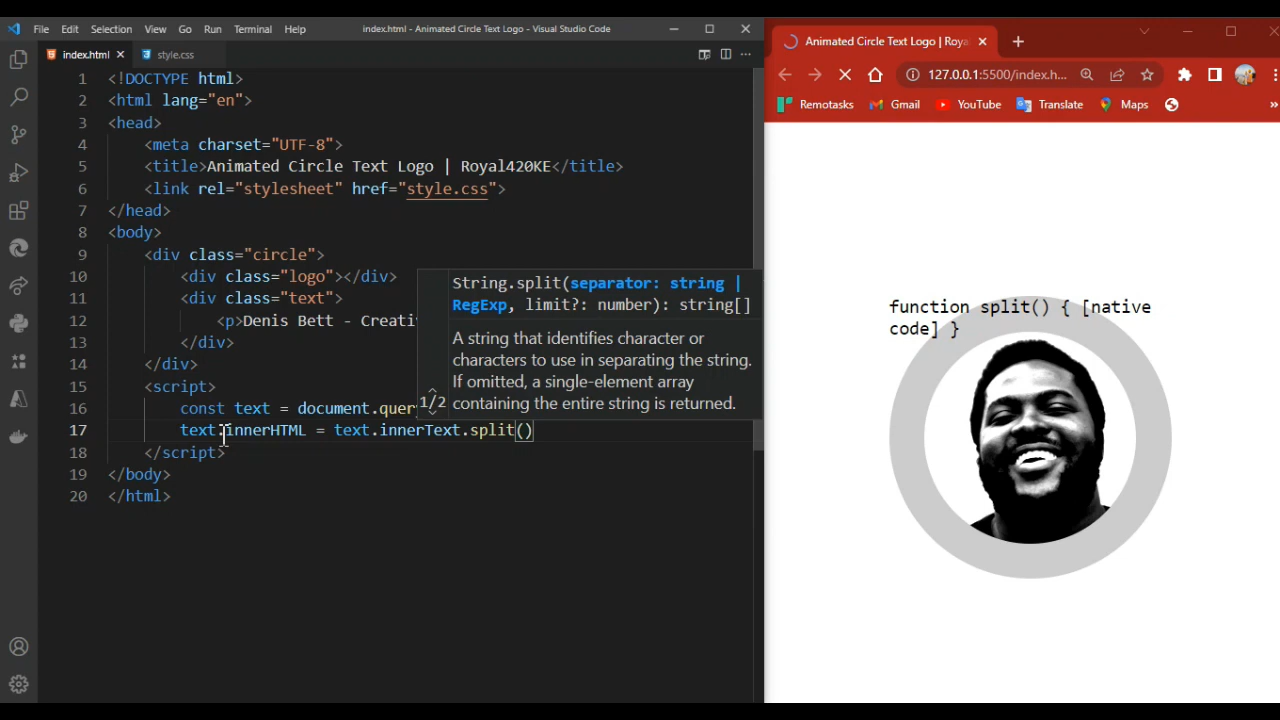 File Edit Selection View Go Run Terminal Help index.html - Animated Circle Text Logo - Visual Studio Code
index.html style.css
1 <!DOCTYPE html>
2 <html lang="en">
3 <head>
4 <meta charset="UTF-8">
5 <title>Animated Circle Text Logo | Royal420KE</title>
6 <link rel="stylesheet" href="style.css">
7 </head>
8 <body>
9 <div class="circle">
10 <div class="logo"></div>
11 <div class="text">
12 <p>Denis Bett - Creati
13 </div>
14 </div>
15 <script>
16 const text = document.query
17 text.innerHTML = text.innerText.split()
18 </script>
19 </body>
20 </html>
String.split(separator: string |
RegExp, limit?: number): string[]
A string that identifies character or
characters to use in separating the string.
If omitted, a single-element array
1/2 containing the entire string is returned.
Animated Circle Text Logo | Roya
127.0.0.1:5500/index.h...
Remotasks Gmail YouTube Translate Maps »
function split() { [native
code] }